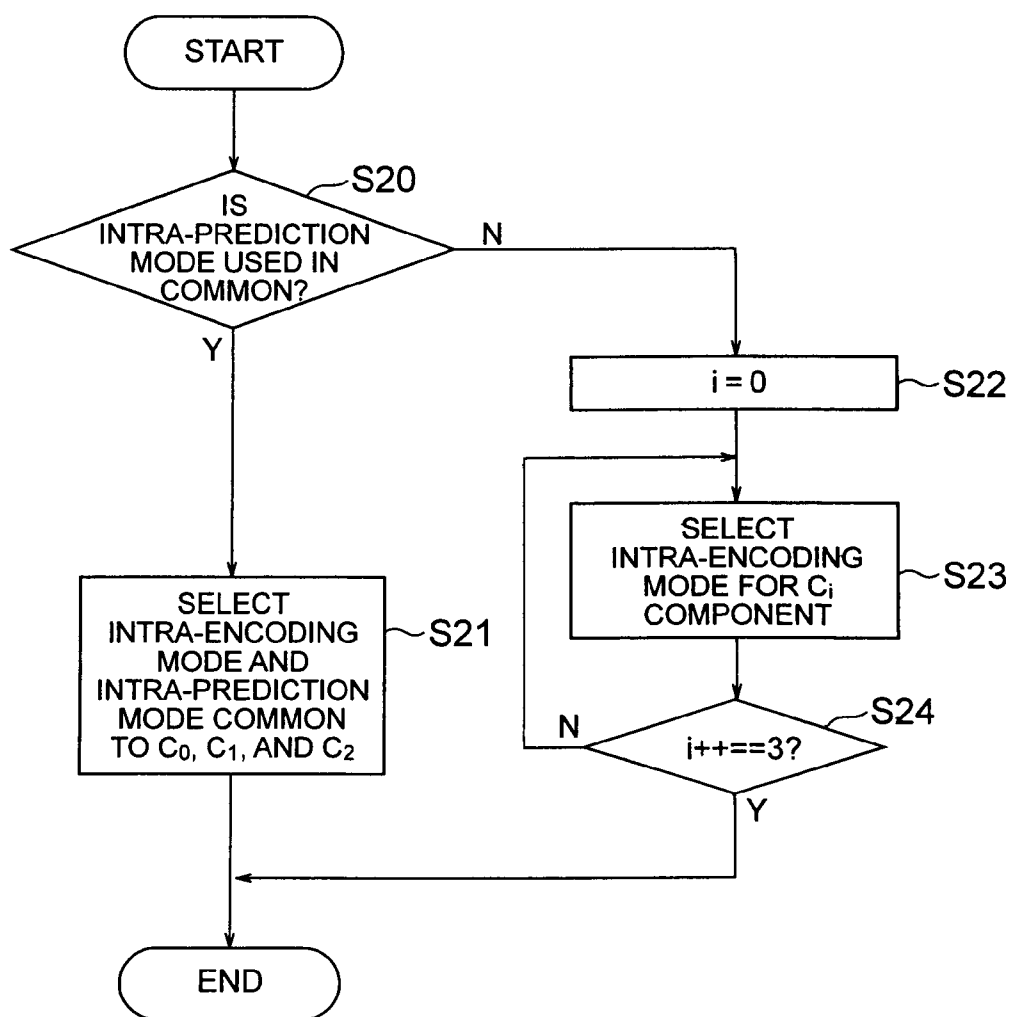 START
S20
IS
INTRA-PREDICTION
MODE USED IN
COMMON?
N
Y
i = 0
S22
SELECT
INTRA-ENCODING
MODE FOR Ci
COMPONENT
S23
SELECT
INTRA-ENCODING
MODE AND
INTRA-PREDICTION
MODE COMMON
TO C0, C1, AND C2
S21
S24
N
i++==3?
Y
END